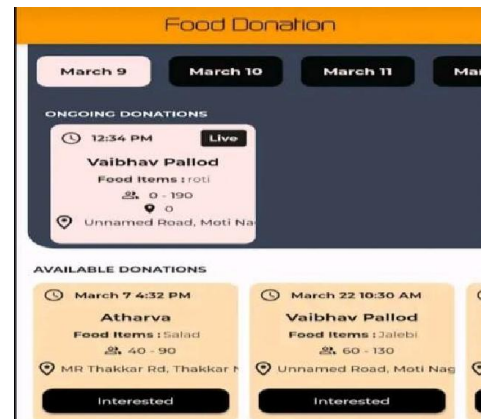 Food Donation
March 9 March 10 March 11 Ma
ONGOING DONATIONS
12:34 PM Live
Vaibhav Pallod
Food Items : roti
0 - 190
0
Unnamed Road, Moti Na
AVAILABLE DONATIONS
March 7 4:32 PM March 22 10:30 AM
Atharva Vaibhav Pallod
Food Items : Salad Food Items : Jalebi
40 - 90 60 - 130
MR Thakkar Rd, Thakkar Unnamed Road, Moti Nag
Interested Interested